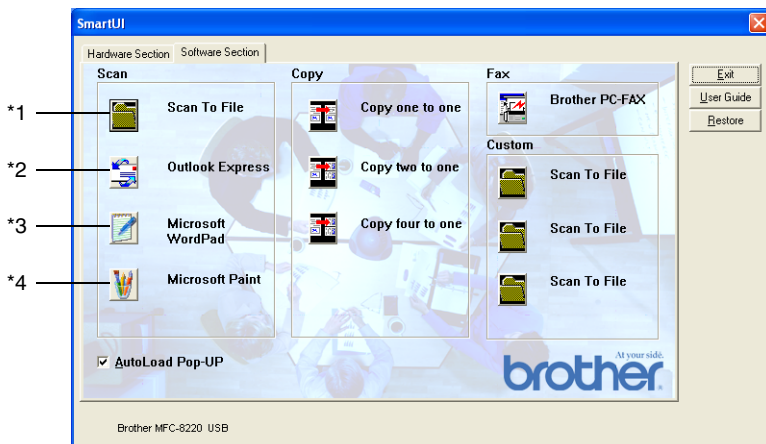 SmartUI
Hardware Section
Software Section
Scan
*1
Scan To File
*2
Outlook Express
*3
Microsoft
WordPad
*4
Microsoft Paint
Copy
Copy one to one
Copy two to one
Copy four to one
Fax
Brother PC-FAX
Custom
Scan To File
Scan To File
Scan To File
Exit
User Guide
Restore
AutoLoad Pop-UP
At your side.
brother
Brother MFC-8220 USB